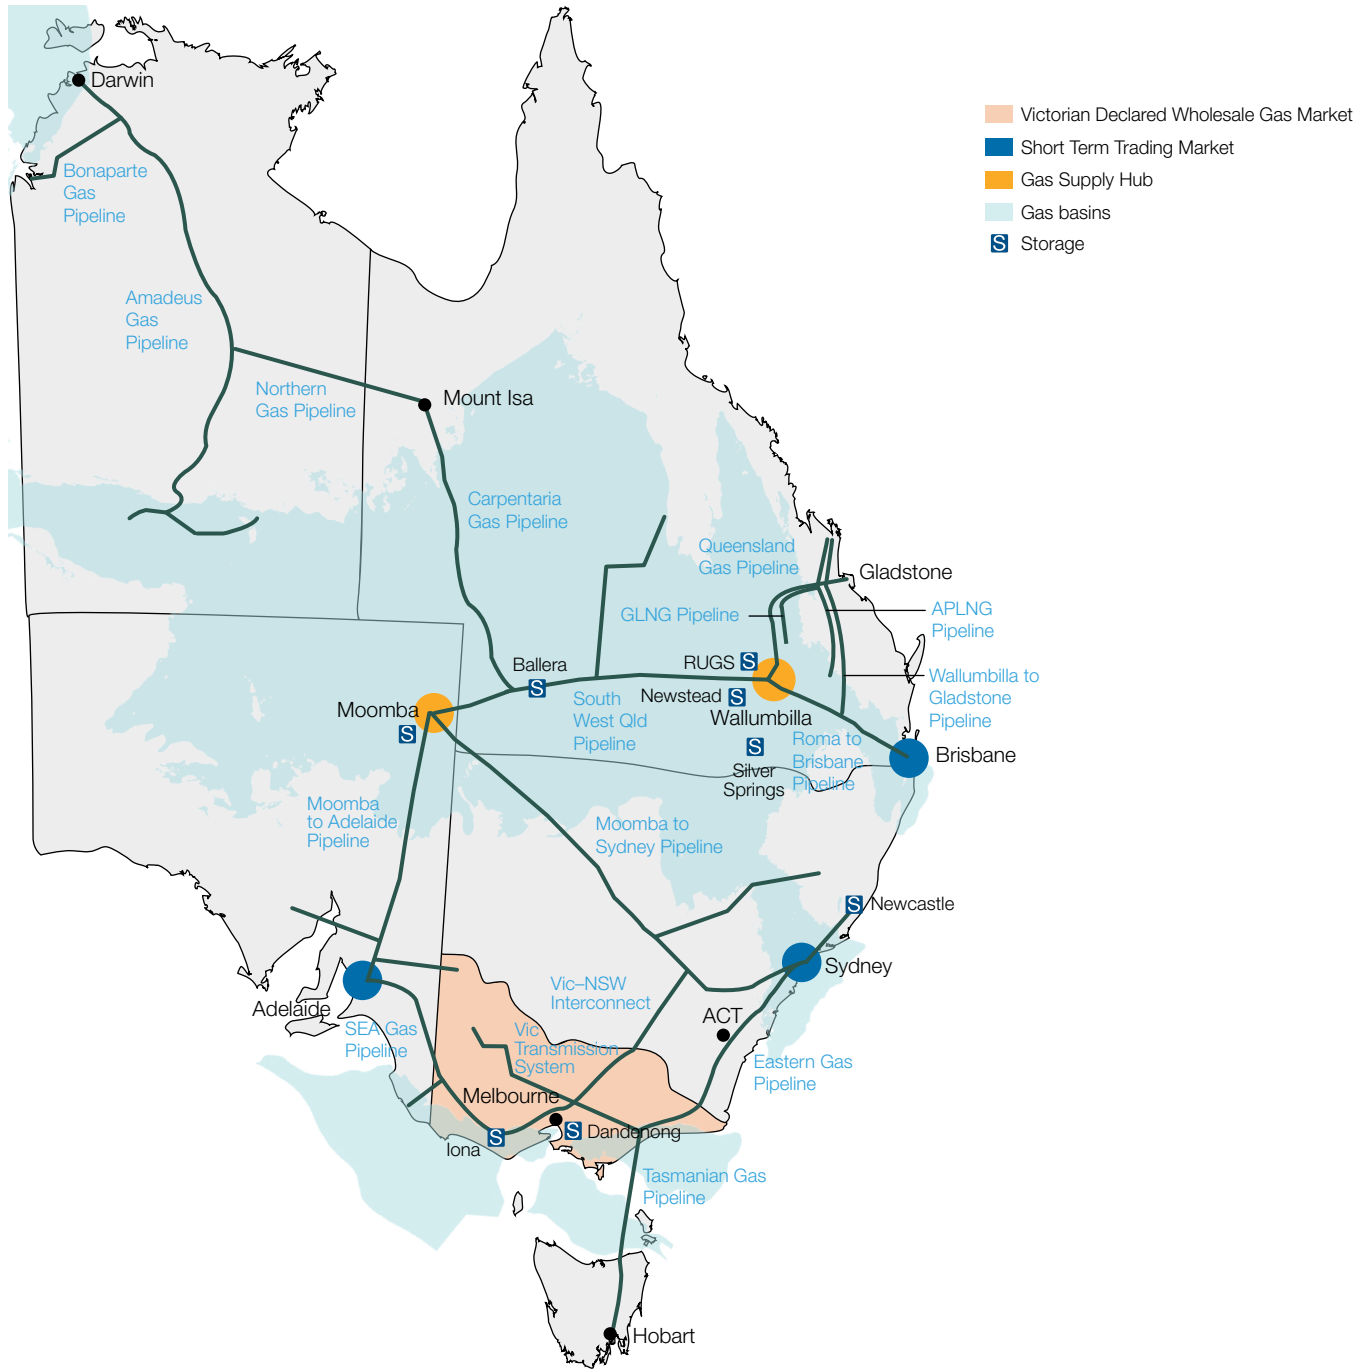 Darwin
Bonaparte
Gas
Pipeline
Victorian Declared Wholesale Gas Market
Short Term Trading Market
Gas Supply Hub
Gas basins
S Storage
Amadeus
Gas
Pipeline
Northern
Gas Pipeline
Mount Isa
Carpentaria
Gas Pipeline
Queensland
Gas Pipeline
Gladstone
GLNG Pipeline
APLNG
Pipeline
RUGS S
Ballera
S
Newstead S
Wallumbilla
Wallumbilla to
Gladstone
Pipeline
Moomba
S
South
West Qld
Pipeline
S
Silver
Springs
Roma to
Brisbane
Pipeline
Brisbane
Moomba
to Adelaide
Pipeline
Moomba to
Sydney Pipeline
S Newcastle
Sydney
Adelaide
SEA Gas
Pipeline
Vic–NSW
Interconnect
ACT
Vic
Transmission
System
Eastern Gas
Pipeline
Melbourne
S Dandenong
S
Iona
Tasmanian Gas
Pipeline
Hobart